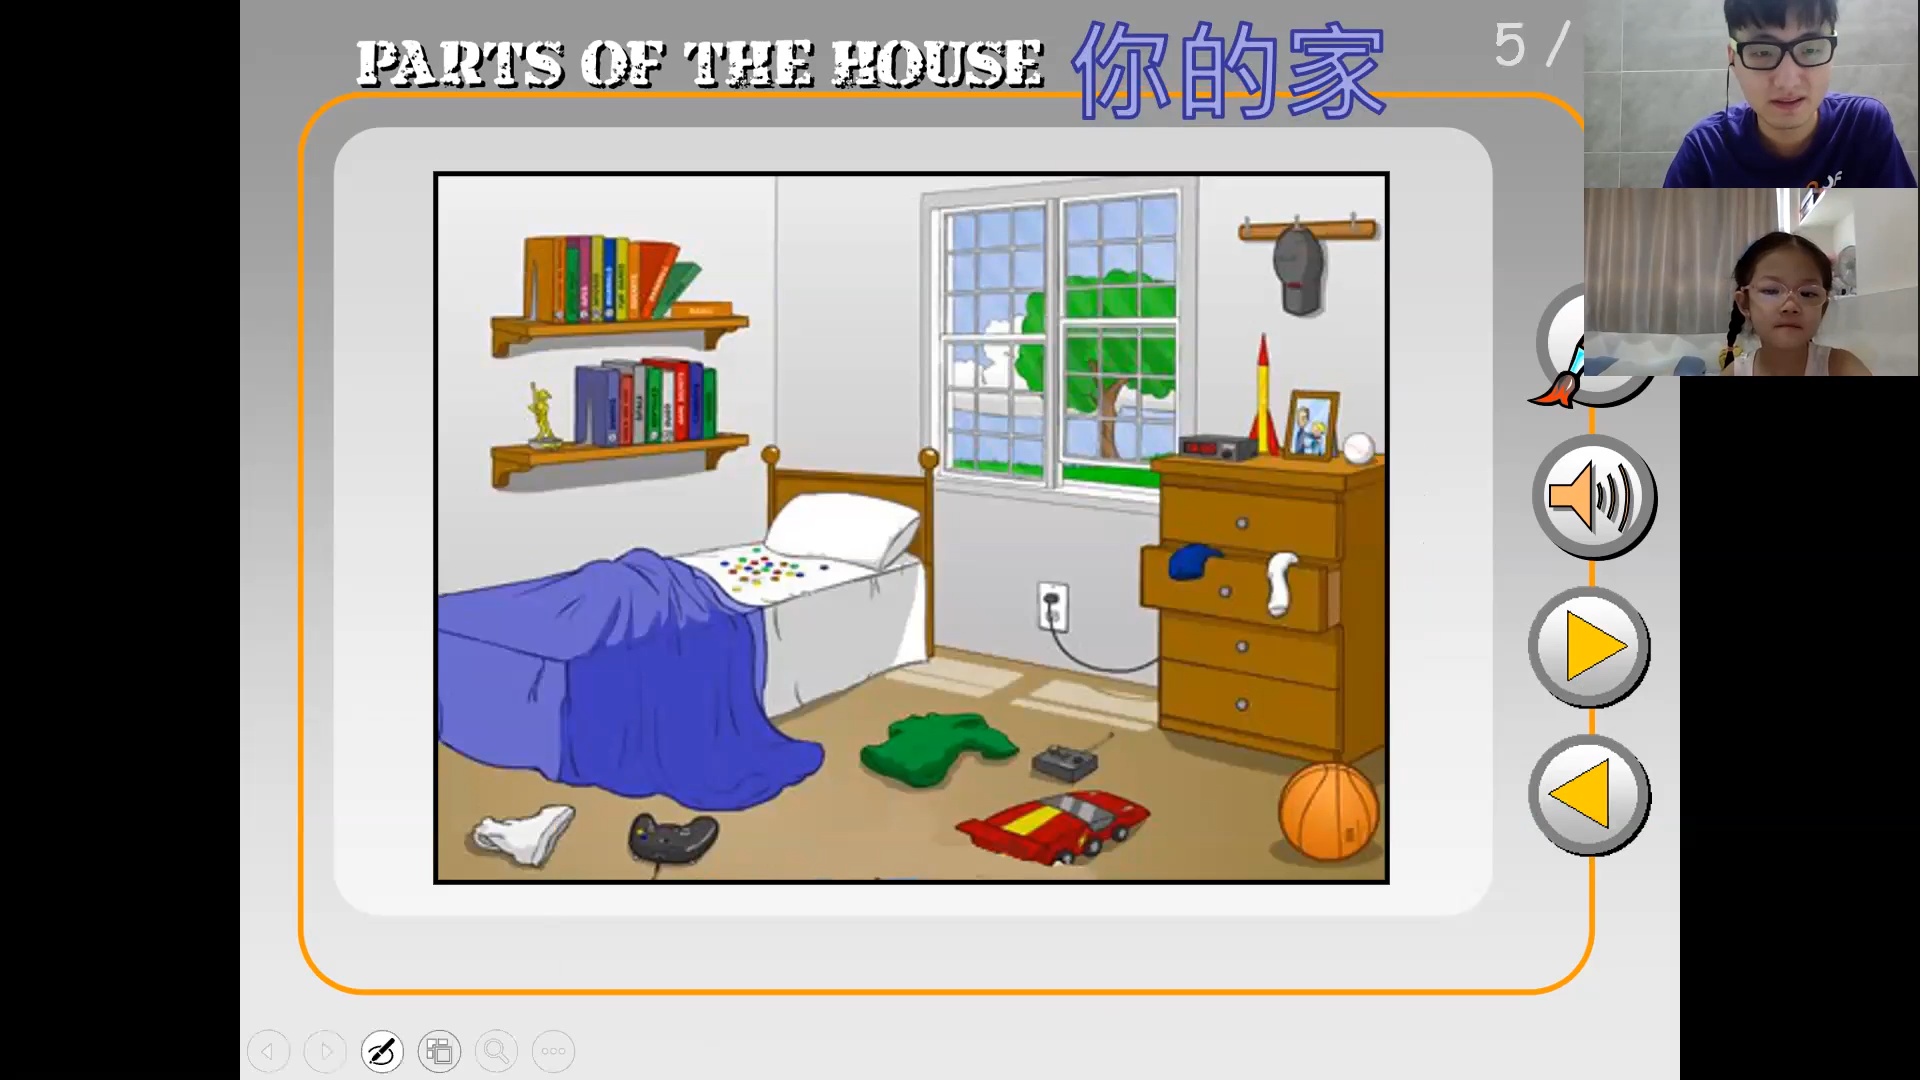 PARTS OF THE HOUSE 你的家 5 /